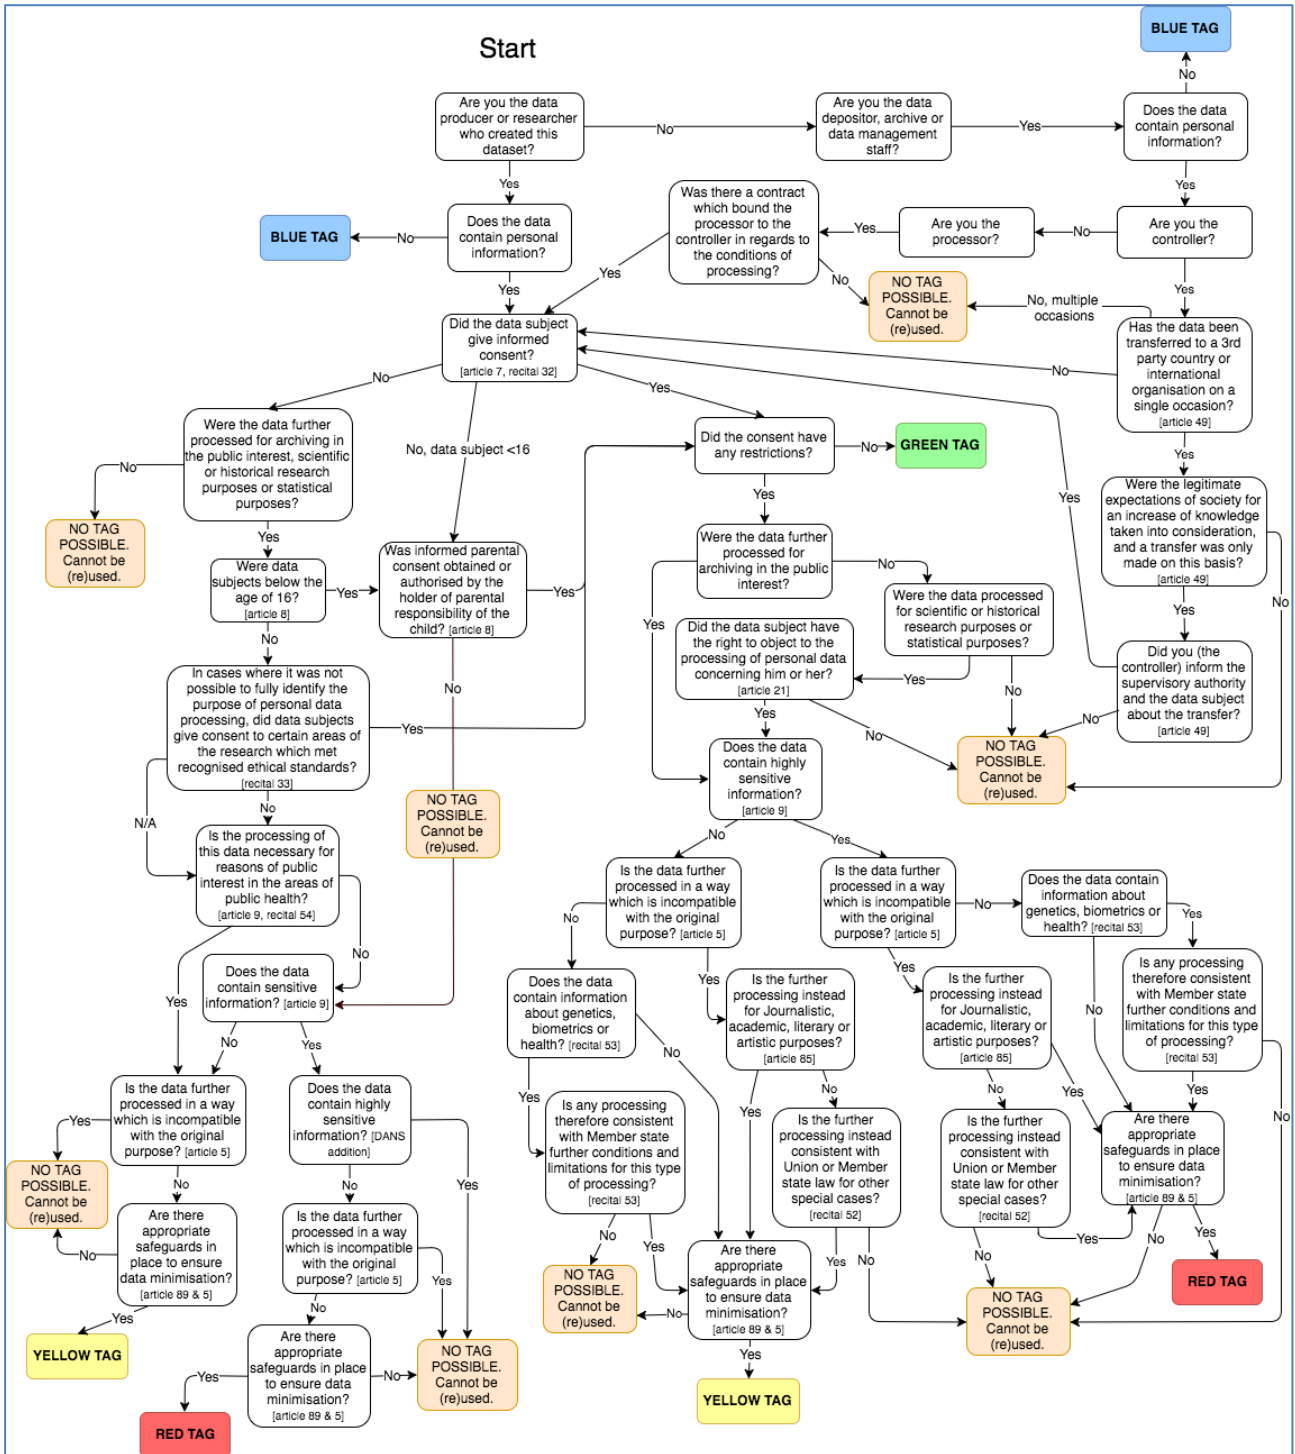 Start
BLUE TAG
No
Are you the data
producer or researcher
who created this
dataset?
No
Are you the data
depositor, archive or
data management
staff?
Yes
Does the data
contain personal
information?
Yes
Yes
Was there a contract
which bound the
processor to the
controller in regards to
the conditions of
processing?
BLUE TAG
No
Does the data
contain personal
information?
Yes
Are you the
processor?
No
Are you the
controller?
Yes
No
Yes
NO TAG
POSSIBLE.
Cannot be
(re)used.
No, multiple
occasions
Yes
Did the data subject
give informed
consent?
[article 7, recital 32]
Has the data been
transferred to a 3rd
party country or
international
organisation on a
single occasion?
[article 49]
No
No
Yes
Were the data further
processed for archiving in
the public interest, scientific
or historical research
purposes or statistical
purposes?
No
No, data subject <16
Did the consent have
any restrictions?
No
GREEN TAG
Yes
Yes
Yes
Were the legitimate
expectations of society for
an increase of knowledge
taken into consideration,
and a transfer was only
made on this basis?
[article 49]
NO TAG
POSSIBLE.
Cannot be
(re)used.
Yes
Were data
subjects below the
age of 16?
[article 8]
Yes
Was informed parental
consent obtained or
authorised by the
holder of parental
responsibility of the
child? [article 8]
Yes
Were the data further
processed for
archiving in the public
interest?
No
Were the data processed
for scientific or historical
research purposes or
statistical purposes?
No
Yes
Yes
No
Did the data subject have
the right to object to the
processing of personal data
concerning him or her?
[article 21]
Yes
No
Did you (the
controller) inform the
supervisory authority
and the data subject
about the transfer?
[article 49]
In cases where it was not
possible to fully identify the
purpose of personal data
processing, did data subjects
give consent to certain areas
of the research which met
recognised ethical standards?
[recital 33]
No
Yes
Yes
No
No
NO TAG
POSSIBLE.
Cannot be
(re)used.
Does the data
contain highly
sensitive
information?
[article 9]
N/A
No
NO TAG
POSSIBLE.
Cannot be
(re)used.
Is the processing of
this data necessary for
reasons of public
interest in the areas of
public health?
[article 9, recital 54]
No
Yes
Is the data further
processed in a way
which is incompatible
with the original
purpose? [article 5]
Is the data further
processed in a way
which is incompatible
with the original
purpose? [article 5]
No
Does the data contain
information about
genetics, biometrics or
health? [recital 53]
Yes
No
No
Yes
Yes
Does the data
contain sensitive
information? [article 9]
Yes
Does the data
contain information
about genetics,
biometrics or
health? [recital 53]
Is the further
processing instead
for Journalistic,
academic, literary or
artistic purposes?
[article 85]
Is the further
processing instead
for Journalistic,
academic, literary or
artistic purposes?
[article 85]
No
Is any processing
therefore consistent
with Member state
further conditions and
limitations for this type
of processing?
[recital 53]
No
Yes
No
Is the data further
processed in a way
which is incompatible
with the original
purpose? [article 5]
Does the data
contain highly
sensitive
information? [DANS
addition]
Yes
Yes
No
No
Yes
Yes
No
Yes
Is any processing
therefore consistent
with Member state
further conditions and
limitations for this type
of processing?
[recital 53]
Is the further
processing instead
consistent with
Union or Member
state law for other
special cases?
[recital 52]
Is the further
processing instead
consistent with
Union or Member
state law for other
special cases?
[recital 52]
Are there
appropriate
safeguards in place
to ensure data
minimisation?
[article 89 & 5]
NO TAG
POSSIBLE.
Cannot be
(re)used.
No
No
Yes
Are there
appropriate
safeguards in
place to ensure
data minimisation?
[article 89 & 5]
No
Is the data further
processed in a way
which is incompatible
with the original
purpose? [article 5]
Yes
No
Yes
Yes
No
No
Yes
No
Yes
Are there
appropriate
safeguards in place
to ensure data
minimisation?
[article 89 & 5]
NO TAG
POSSIBLE.
Cannot be
(re)used.
No
RED TAG
NO TAG
POSSIBLE.
Cannot be
(re)used.
Yes
No
YELLOW TAG
Are there
appropriate
safeguards in place
to ensure data
minimisation?
[article 89 & 5]
Yes
No
NO TAG
POSSIBLE.
Cannot be
(re)used.
Yes
YELLOW TAG
RED TAG